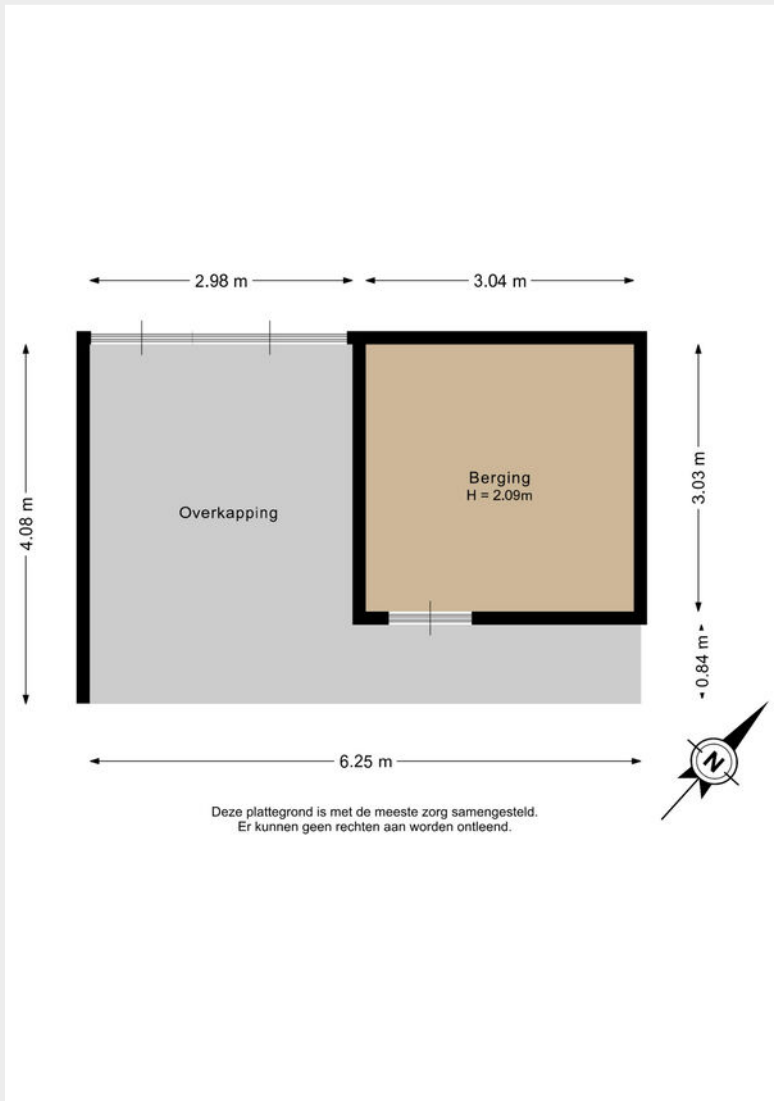 2.98 m
3.04 m
4.08 m
3.03 m
Berging
H = 2.09m
Overkapping
0.84 m
6.25 m
N
Deze plattegrond is met de meeste zorg samengesteld.
Er kunnen geen rechten aan worden ontleend.